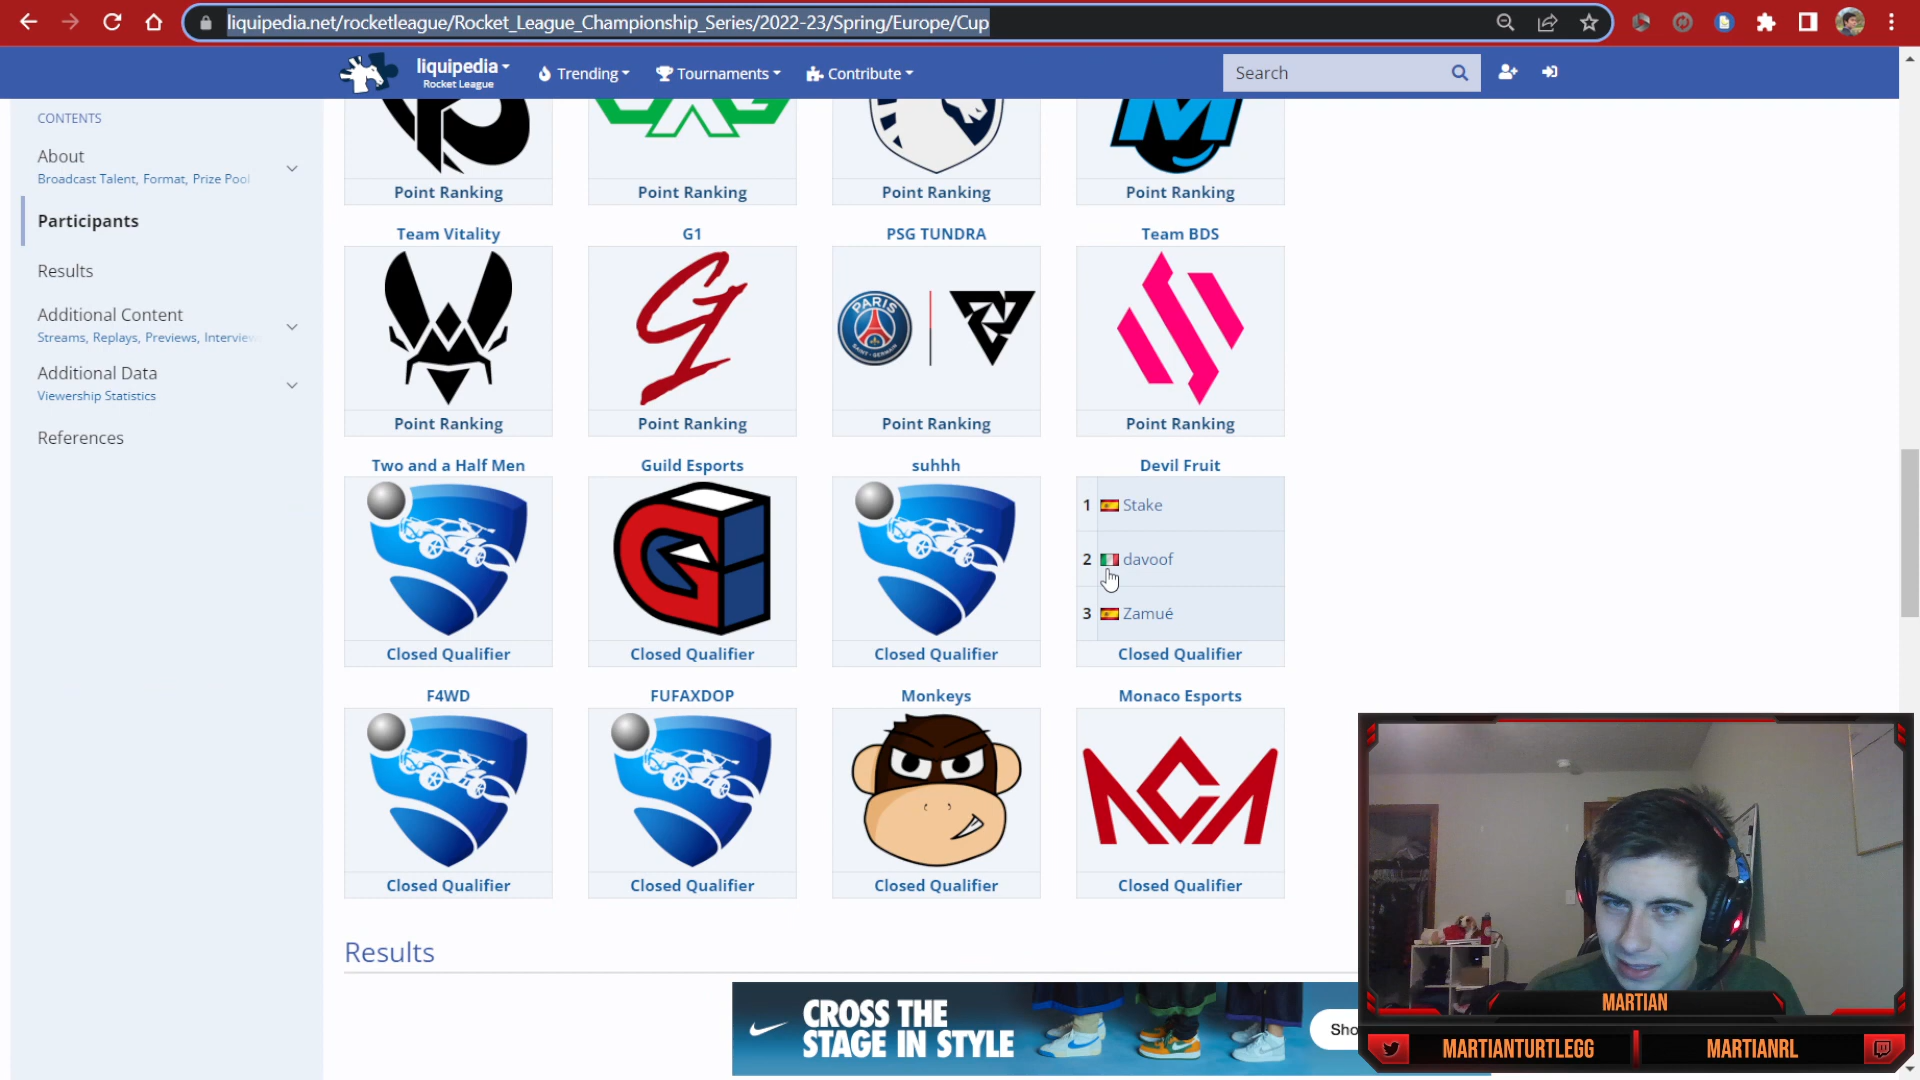 liquipedia.net/rocketleague/Rocket_League_Championship_Series/2022-23/Spring/Europe/Cup
liquipedia
Rocket League
Trending
Tournaments
Contribute
Search
CONTENTS
About
Broadcast Talent, Format, Prize Pool
Participants
Results
Additional Content
Streams, Replays, Previews, Interview
Additional Data
Viewership Statistics
References
Point Ranking
Point Ranking
Point Ranking
Point Ranking
Team Vitality
G1
PSG TUNDRA
Team BDS
PARIS
SAINT-GERMAIN
Point Ranking
Point Ranking
Point Ranking
Point Ranking
Two and a Half Men
Guild Esports
suhhh
Devil Fruit
1 Stake
2 davoof
3 Zamué
Closed Qualifier
Closed Qualifier
Closed Qualifier
Closed Qualifier
F4WD
FUFAXDOP
Monkeys
Monaco Esports
Closed Qualifier
Closed Qualifier
Closed Qualifier
Closed Qualifier
Results
CROSS THE
STAGE IN STYLE
Sho
MARTIAN
MARTIANTURTLEGG
MARTIANRL